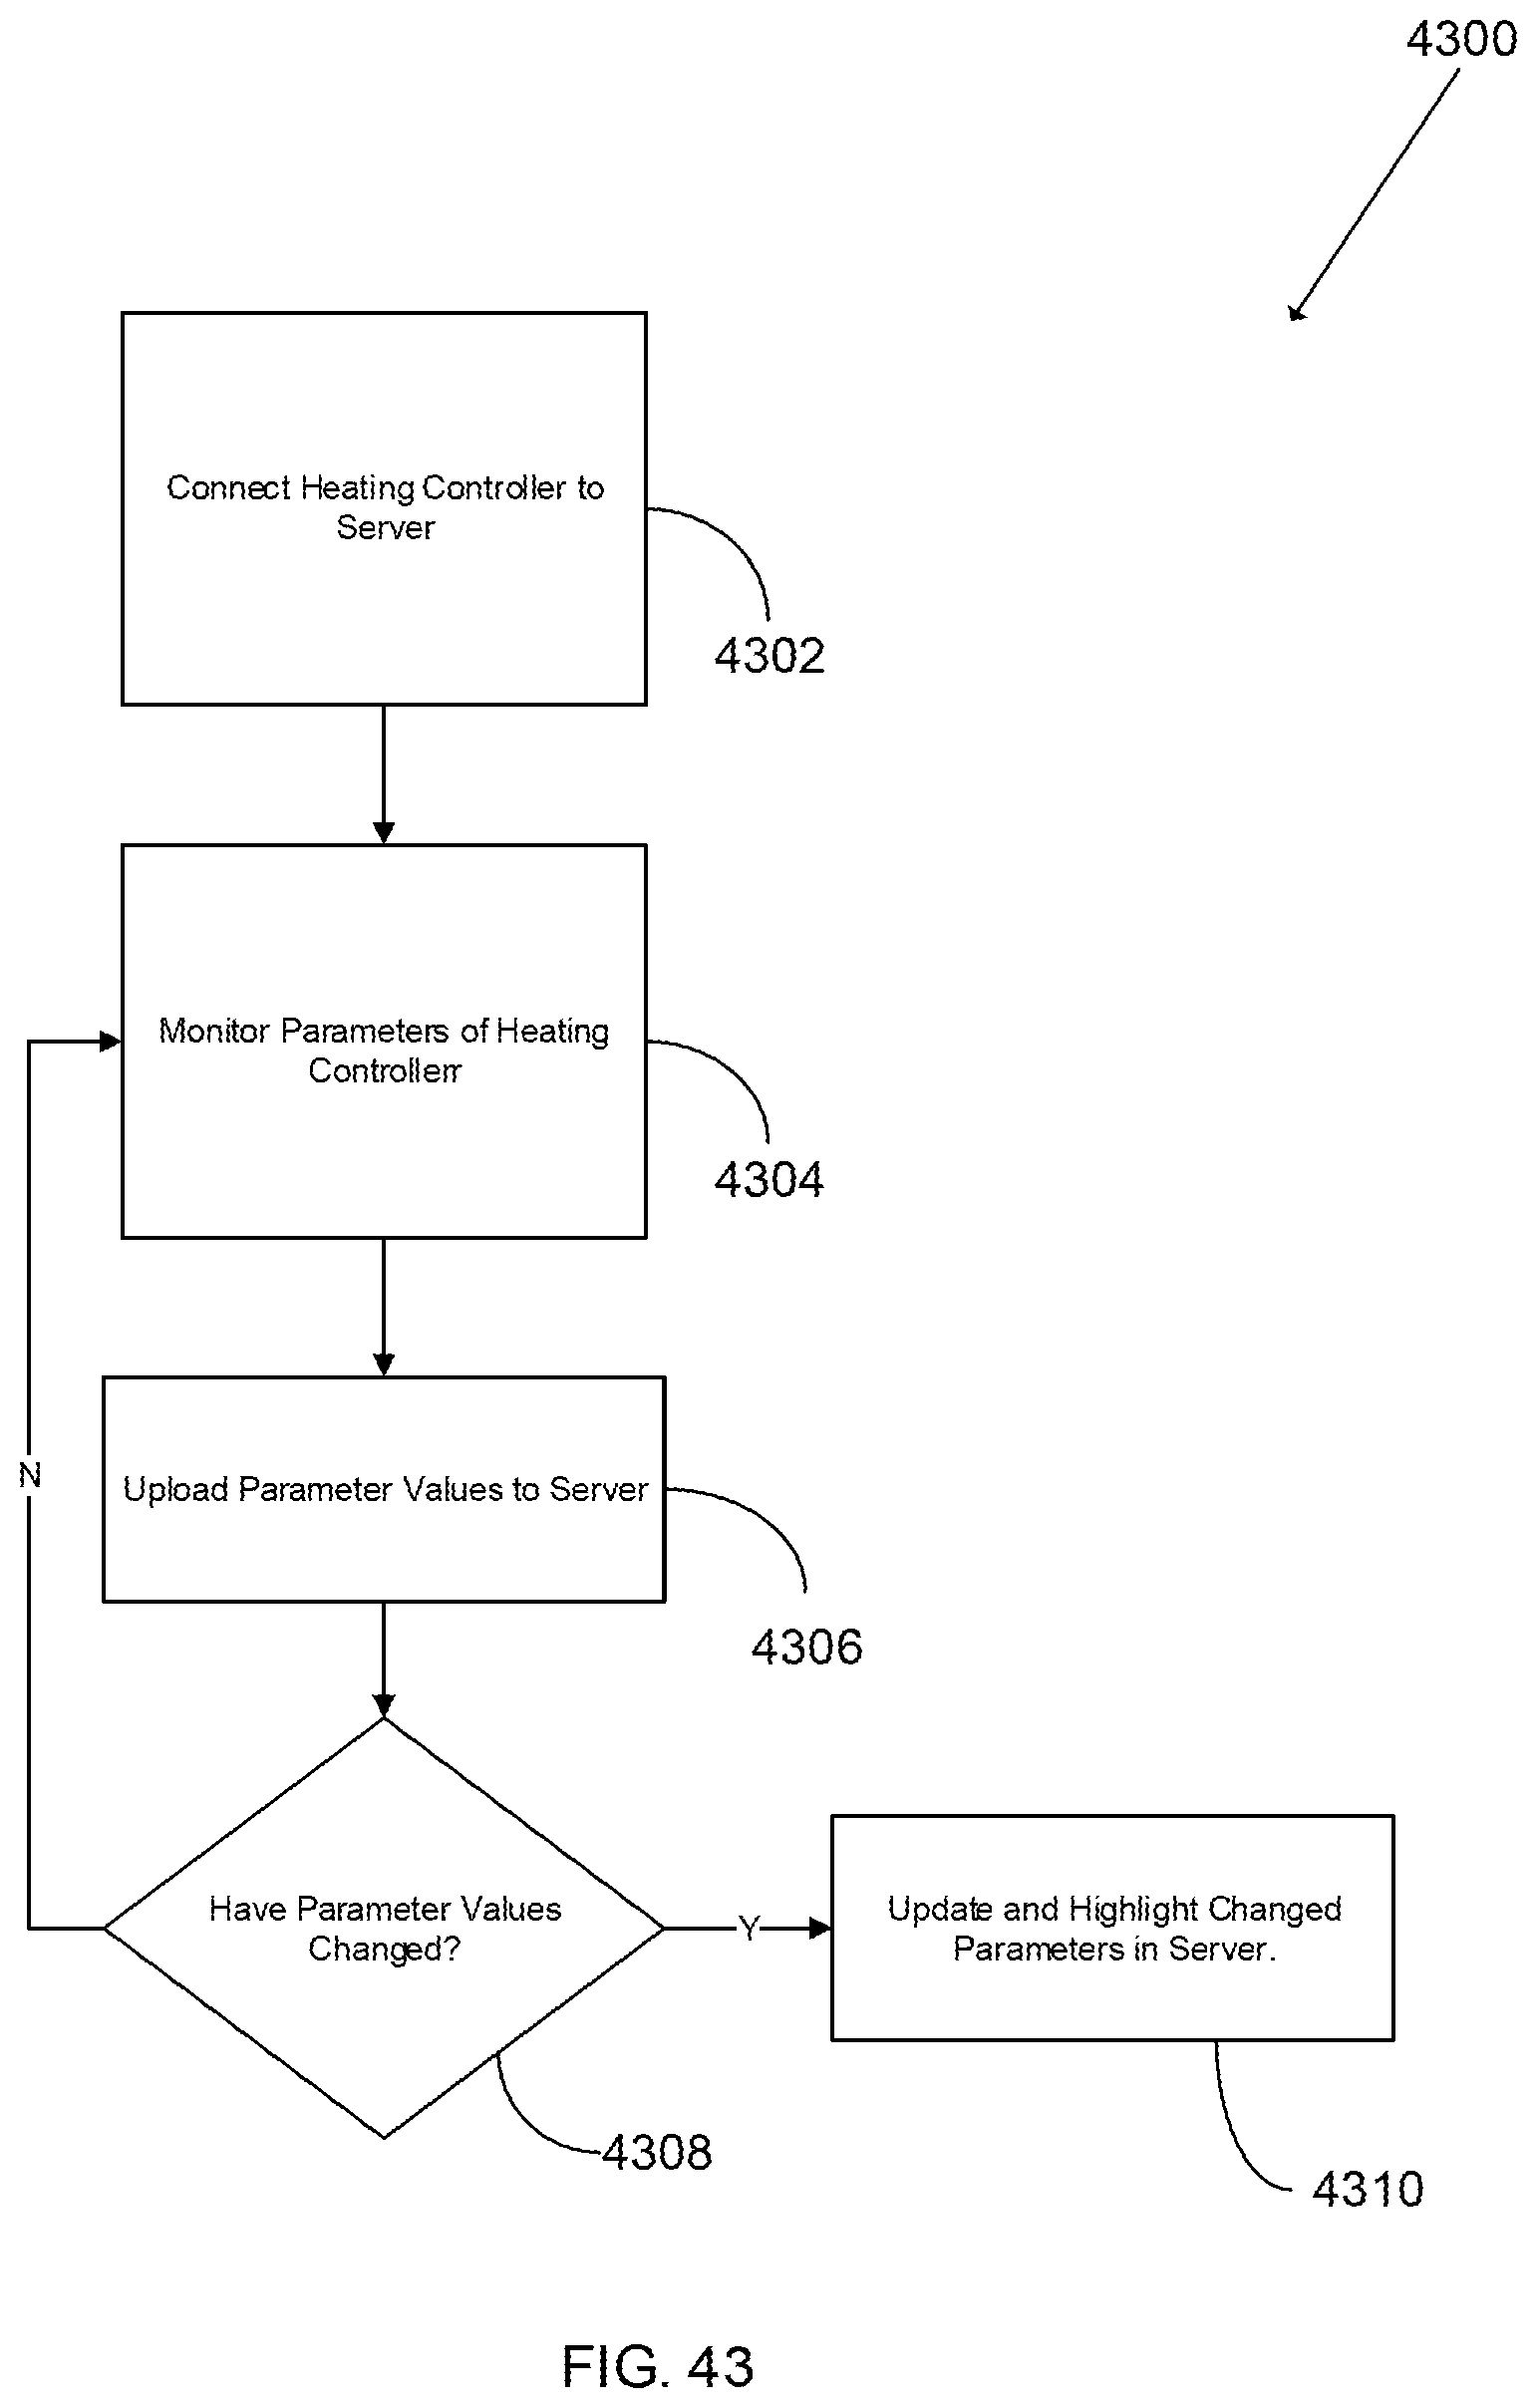 4300
Connect Heating Controller to
Server
4302
Monitor Parameters of Heating
Controllerr
4304
N
Upload Parameter Values to Server
4306
Have Parameter Values
Changed?
Y
Update and Highlight Changed
Parameters in Server.
4308
4310
FIG. 43